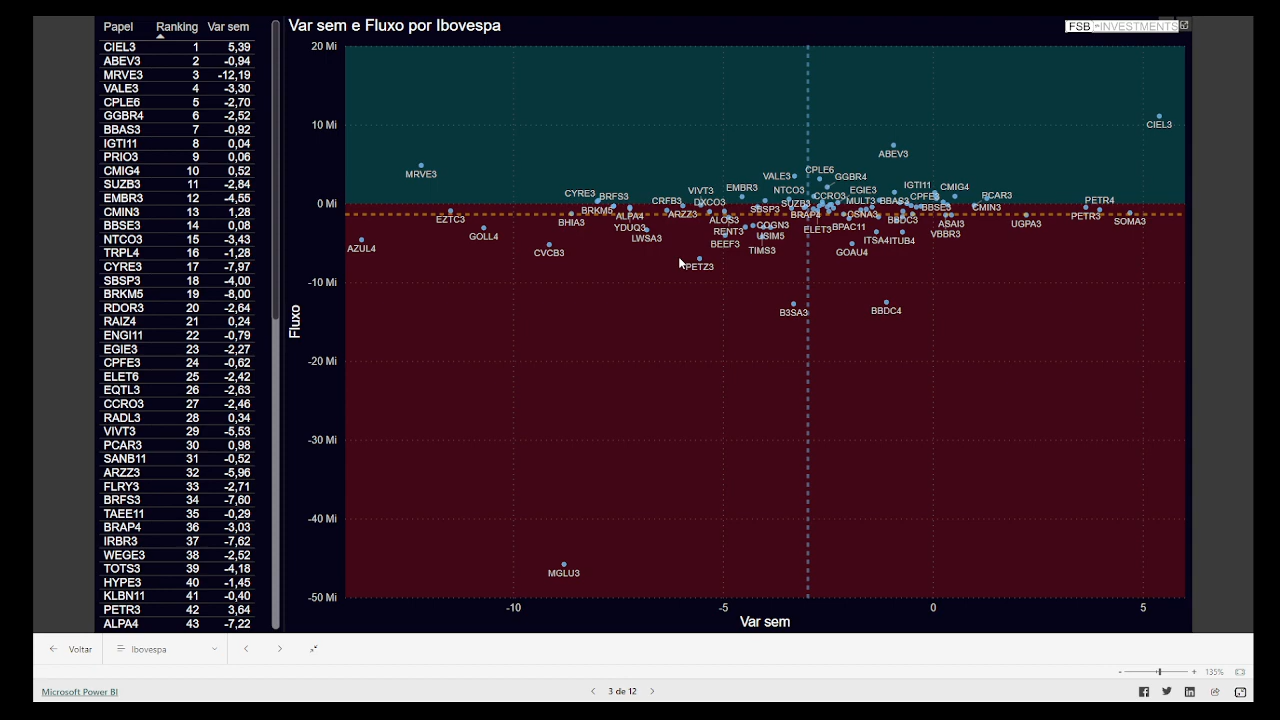 Papel Ranking Var sem
CIEL3 1 5,39
ABEV3 2 -0,94
MRVE3 3 -12,19
VALE3 4 -3,30
CPLE6 5 -2,70
GGBR4 6 -2,52
BBAS3 7 -0,92
IGTI11 8 0,04
PRIO3 9 0,06
CMIG4 10 0,52
SUZB3 11 -2,84
EMBR3 12 -4,55
CMIN3 13 1,28
BBSE3 14 0,08
NTCO3 15 -3,43
TRPL4 16 -1,28
CYRE3 17 -7,97
SBSP3 18 -4,00
BRKM5 19 -8,00
RDOR3 20 -2,64
RAIZ4 21 0,24
ENGI11 22 -0,79
EGIE3 23 -2,27
CPFE3 24 -0,62
ELET6 25 -2,42
EQTL3 26 -2,63
CCRO3 27 -2,46
RADL3 28 0,34
VIVT3 29 -5,53
PCAR3 30 0,98
SANB11 31 -0,52
ARZZ3 32 -5,96
FLRY3 33 -2,71
BRFS3 34 -7,60
TAEE11 35 -0,29
BRAP4 36 -3,03
IRBR3 37 -7,62
WEGE3 38 -2,52
TOTS3 39 -4,18
HYPE3 40 -1,45
KLBN11 41 -0,40
PETR3 42 3,64
ALPA4 43 -7,22
Var sem e Fluxo por Ibovespa
FSB INVESTMENTS
20 Mi
10 Mi
0 Mi
-10 Mi
-20 Mi
-30 Mi
-40 Mi
-50 Mi
Fluxo
CIEL3
ABEV3
MRVE3
VALE3
CPLE6
GGBR4
CYRE3
BRFS3
VIVT3
EMBR3
NTCO3
CCRO3
EGIE3
IGTI11
CMIG4
PCAR3
PETR4
CRFB3
DXCO3
SUZB3
MULT3
BBAS3
CPFE3
BRKM5
ARZZ3
SBSP3
BRAP4
CSNA3
BBSE3
CMIN3
EZTC3
BHIA3
ALPA4
ALOS3
BBDC3
PETR3
SOMA3
YDUQ3
RENT3
COGN3
ELET3
BPAC11
ASAI3
UGPA3
GOLL4
LWSA3
USIM5
ITSA4
ITUB4
VBBR3
AZUL4
CVCB3
BEEF3
TIMS3
GOAU4
PETZ3
B3SA3
BBDC4
MGLU3
-10 -5 0 5
Var sem
Voltar
Ibovespa
- + 135%
Microsoft Power BI
3 de 12